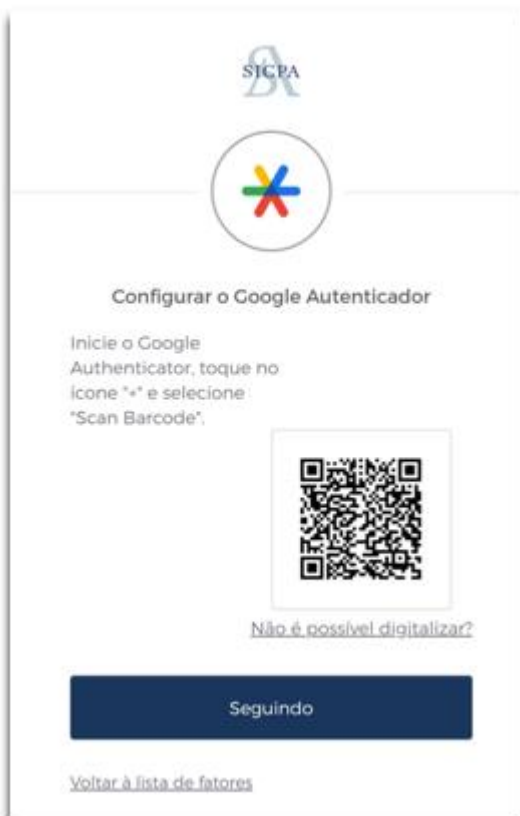 SICPA
Configurar o Google Autenticador
Inicie o Google
Authenticator, toque no
ícone "+" e selecione
"Scan Barcode".
Não é possível digitalizar?
Seguindo
Voltar à lista de fatores